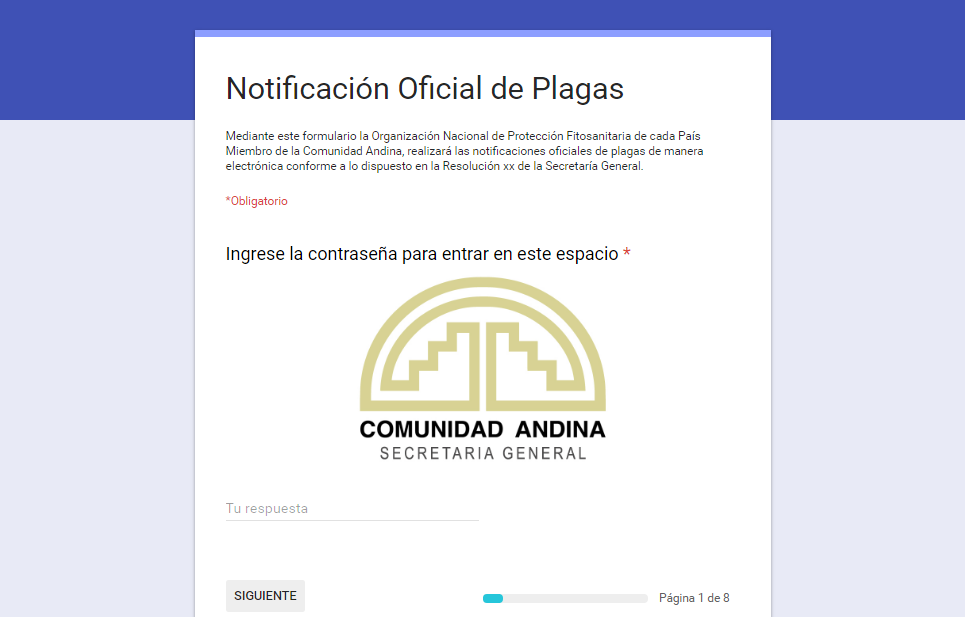 Notificación Oficial de Plagas
Mediante este formulario la Organización Nacional de Protección Fitosanitaria de cada País
Miembro de la Comunidad Andina, realizará las notificaciones oficiales de plagas de manera
electrónica conforme a lo dispuesto en la Resolución xx de la Secretaría General.
*Obligatorio
Ingrese la contraseña para entrar en este espacio *
COMUNIDAD ANDINA
SECRETARIA GENERAL
Tu respuesta
SIGUIENTE
Página 1 de 8